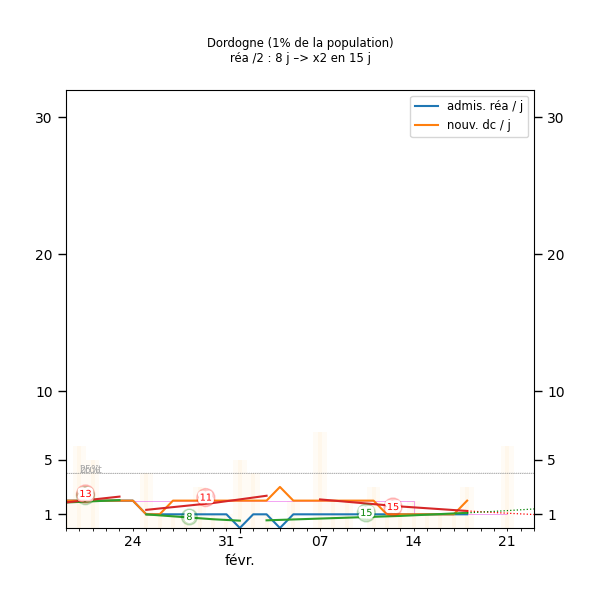 Dordogne (1% de la population)
réa /2 : 8 j –> x2 en 15 j
admis. réa / j
nouv. dc / j
30 30
20 20
10 10
5 5
1 1
13
11
8
15
15
24 31 - 07 14 21
févr.